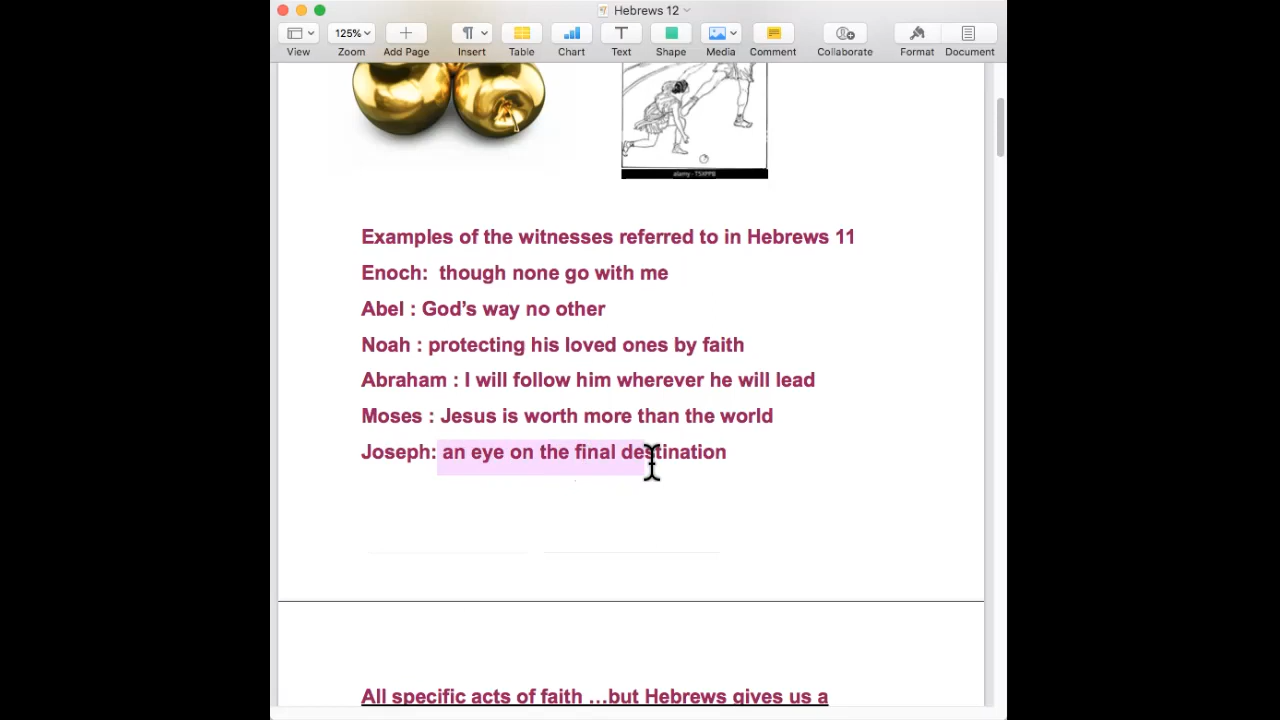 Hebrews 12
125%
View
Zoom
Add Page
Insert
Table
Chart
Text
Shape
Media
Comment
Collaborate
Format
Document
alamy - T5XPPB
Examples of the witnesses referred to in Hebrews 11
Enoch:  though none go with me
Abel : God’s way no other
Noah : protecting his loved ones by faith
Abraham : I will follow him wherever he will lead
Moses : Jesus is worth more than the world
Joseph: an eye on the final destination
All specific acts of faith …but Hebrews gives us a